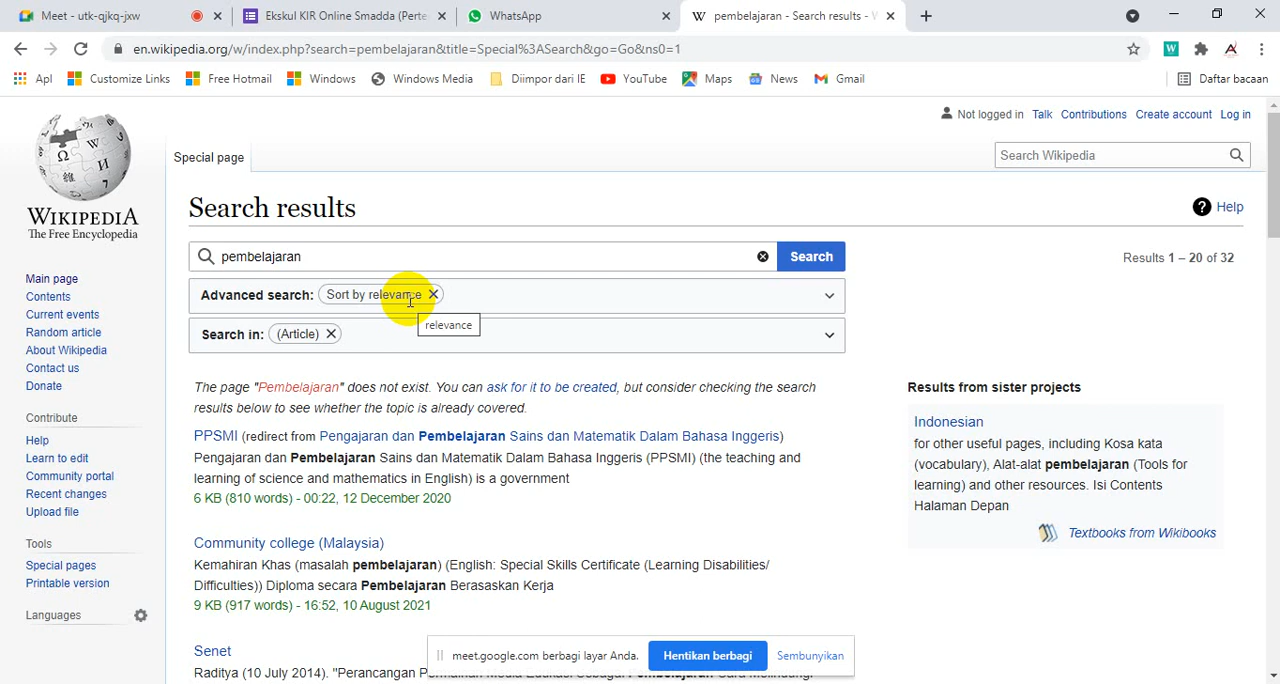 Meet - utk-qjkq-jxw
Ekskul KIR Online Smadda (Perte
WhatsApp
pembelajaran - Search results - W
en.wikipedia.org/w/index.php?search=pembelajaran&title=Special%3ASearch&go=Go&ns0=1
Apl
Customize Links
Free Hotmail
Windows
Windows Media
Diimpor dari IE
YouTube
Maps
News
Gmail
Daftar bacaan
Not logged in Talk Contributions Create account Log in
Special page
Search Wikipedia
WIKIPEDIA
The Free Encyclopedia
Main page
Contents
Current events
Random article
About Wikipedia
Contact us
Donate
Contribute
Help
Learn to edit
Community portal
Recent changes
Upload file
Tools
Special pages
Printable version
Languages
Search results
Help
pembelajaran
Search
Results 1 – 20 of 32
Advanced search: Sort by relevance
relevance
Search in: (Article)
The page "Pembelajaran" does not exist. You can ask for it to be created, but consider checking the search
results below to see whether the topic is already covered.
PPSMI (redirect from Pengajaran dan Pembelajaran Sains dan Matematik Dalam Bahasa Inggeris)
Pengajaran dan Pembelajaran Sains dan Matematik Dalam Bahasa Inggeris (PPSMI) (the teaching and
learning of science and mathematics in English) is a government
6 KB (810 words) - 00:22, 12 December 2020
Community college (Malaysia)
Kemahiran Khas (masalah pembelajaran) (English: Special Skills Certificate (Learning Disabilities/
Difficulties)) Diploma secara Pembelajaran Berasaskan Kerja
9 KB (917 words) - 16:52, 10 August 2021
Senet
Raditya (10 July 2014). "Perancangan
Results from sister projects
Indonesian
for other useful pages, including Kosa kata
(vocabulary), Alat-alat pembelajaran (Tools for
learning) and other resources. Isi Contents
Halaman Depan
Textbooks from Wikibooks
meet.google.com berbagi layar Anda.
Hentikan berbagi
Sembunyikan